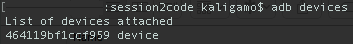 [ :session2code kaligamo$ adb devices
List of devices attached
464119bf1ccf959 device